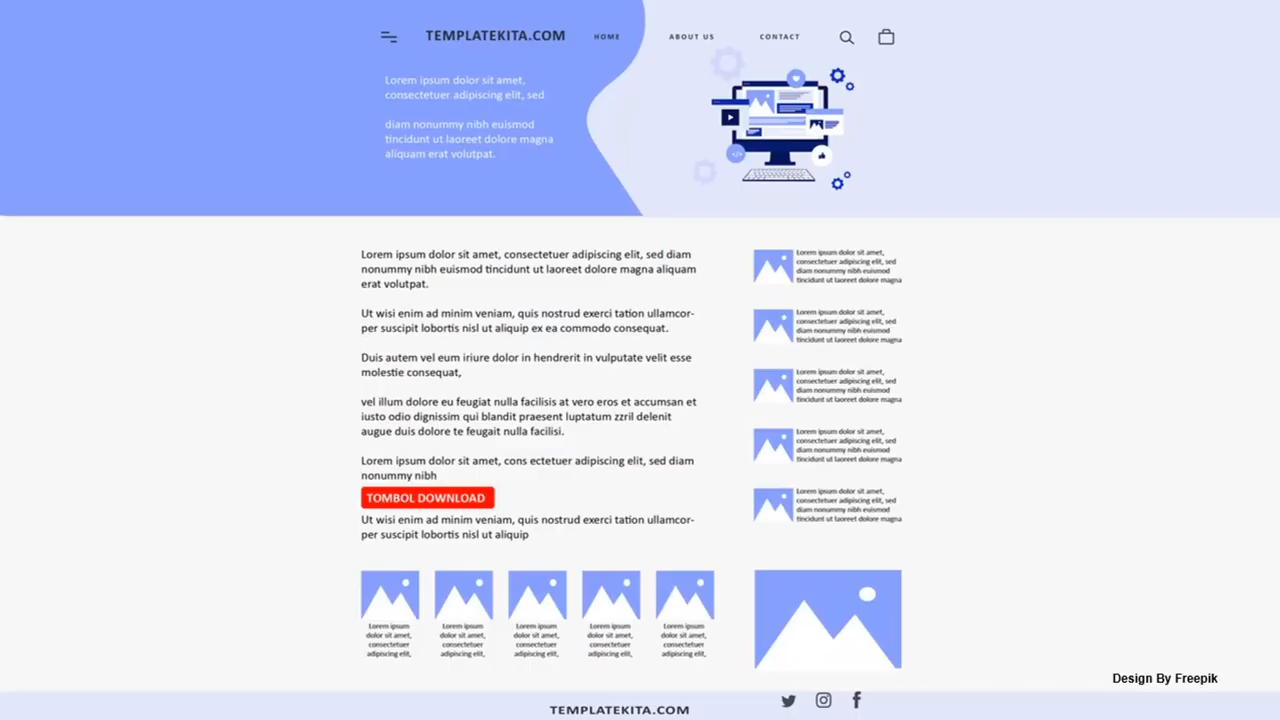 TEMPLATEKITA.COM
HOME
ABOUT US
CONTACT
Lorem ipsum dolor sit amet,
consectetuer adipiscing elit, sed
diam nonummy nibh euismod
tincidunt ut laoreet dolore magna
aliquam erat volutpat.
</>
Lorem ipsum dolor sit amet, consectetuer adipiscing elit, sed diam
nonummy nibh euismod tincidunt ut laoreet dolore magna aliquam
erat volutpat.
Ut wisi enim ad minim veniam, quis nostrud exerci tation ullamcor-
per suscipit lobortis nisl ut aliquip ex ea commodo consequat.
Duis autem vel eum iriure dolor in hendrerit in vulputate velit esse
molestie consequat,
vel illum dolore eu feugiat nulla facilisis at vero eros et accumsan et
iusto odio dignissim qui blandit praesent luptatum zzril delenit
augue duis dolore te feugait nulla facilisi.
Lorem ipsum dolor sit amet, cons ectetuer adipiscing elit, sed diam
nonummy nibh
TOMBOL DOWNLOAD
Ut wisi enim ad minim veniam, quis nostrud exerci tation ullamcor-
per suscipit lobortis nisl ut aliquip
Lorem ipsum dolor sit amet,
consectetuer adipiscing elit, sed
diam nonummy nibh euismod
tincidunt ut laoreet dolore magna
Lorem ipsum dolor sit amet,
consectetuer adipiscing elit, sed
diam nonummy nibh euismod
tincidunt ut laoreet dolore magna
Lorem ipsum dolor sit amet,
consectetuer adipiscing elit, sed
diam nonummy nibh euismod
tincidunt ut laoreet dolore magna
Lorem ipsum dolor sit amet,
consectetuer adipiscing elit, sed
diam nonummy nibh euismod
tincidunt ut laoreet dolore magna
Lorem ipsum dolor sit amet,
consectetuer adipiscing elit, sed
diam nonummy nibh euismod
tincidunt ut laoreet dolore magna
Lorem ipsum
dolor sit amet,
consectetuer
adipiscing elit,
Lorem ipsum
dolor sit amet,
consectetuer
adipiscing elit,
Lorem ipsum
dolor sit amet,
consectetuer
adipiscing elit,
Lorem ipsum
dolor sit amet,
consectetuer
adipiscing elit,
Lorem ipsum
dolor sit amet,
consectetuer
adipiscing elit,
Design By Freepik
TEMPLATEKITA.COM